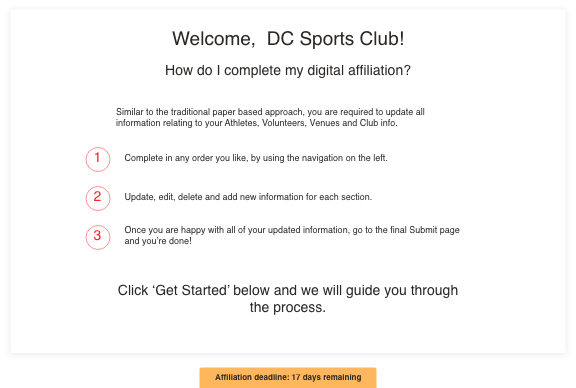 Welcome,  DC Sports Club!
How do I complete my digital affiliation?
Similar to the traditional paper based approach, you are required to update all
information relating to your Athletes, Volunteers, Venues and Club info.
1 Complete in any order you like, by using the navigation on the left.
2 Update, edit, delete and add new information for each section.
3 Once you are happy with all of your updated information, go to the final Submit page
and you're done!
Click ‘Get Started’ below and we will guide you through
the process.
Affiliation deadline: 17 days remaining